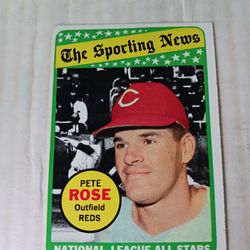 The Sporting News
C
PETE
ROSE
Outfield
REDS
NATIONAL LEAGUE ALL STARS